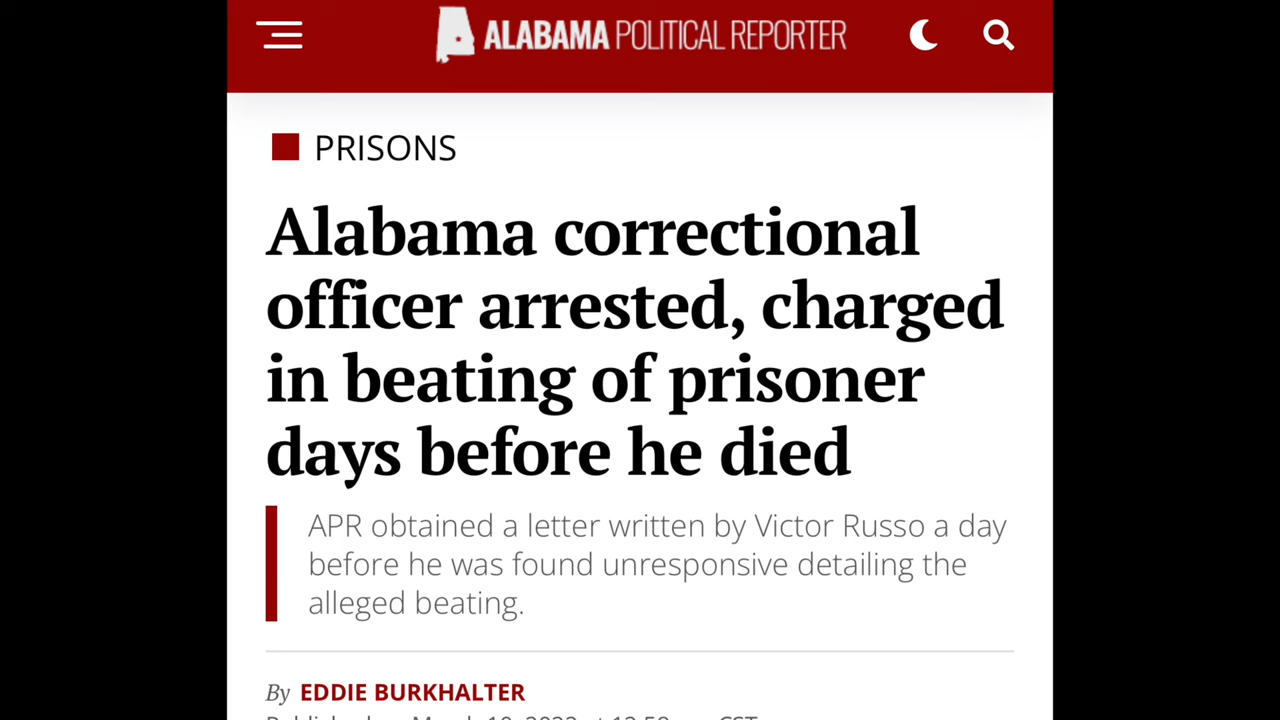 ALABAMA POLITICAL REPORTER
PRISONS
Alabama correctional
officer arrested, charged
in beating of prisoner
days before he died
APR obtained a letter written by Victor Russo a day
before he was found unresponsive detailing the
alleged beating.
By EDDIE BURKHALTER